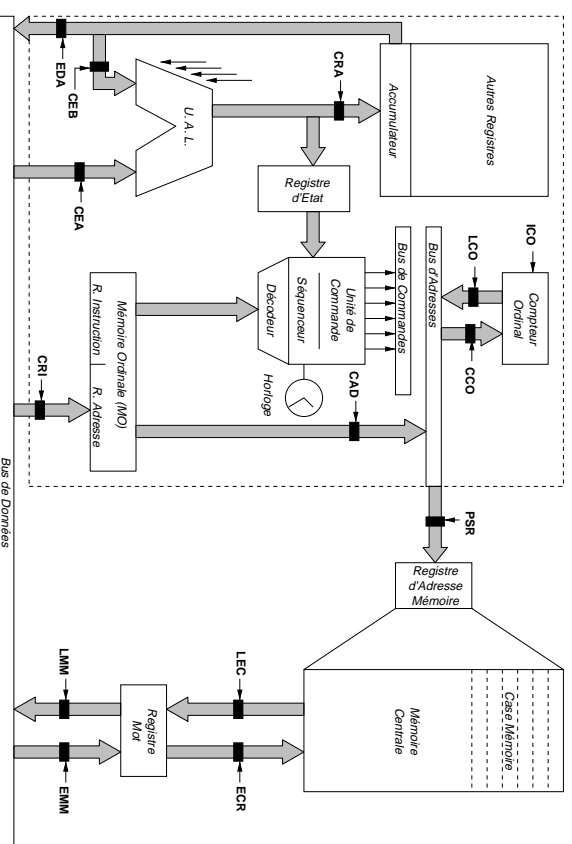 EDA
CEB
U. A. L.
CEA
CRA
Accumulateur
Autres Registres
Registre
d'Etat
Décodeur
Séquenceur
Unité de
Commande
Bus de Commandes
Bus d'Adresses
LCO
ICO
Compteur
Ordinal
CCO
Horloge
R. Instruction
R. Adresse
Mémoire Ordinale (MO)
CRI
CAD
PSR
Registre
d'Adresse
Mémoire
Bus de Données
LMM
EMM
Registre
Mot
LEC
ECR
Mémoire
Centrale
Case Mémoire